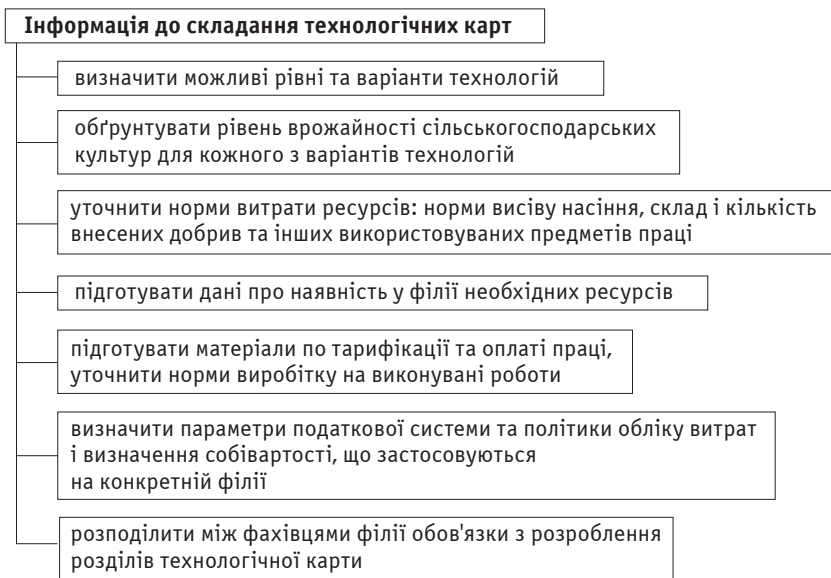 Інформація до складання технологічних карт
визначити можливі рівні та варіанти технологій
обґрунтувати рівень врожайності сільськогосподарських
культур для кожного з варіантів технологій
уточнити норми витрати ресурсів: норми висіву насіння, склад і кількість
внесених добрив та інших використовуваних предметів праці
підготувати дані про наявність у філії необхідних ресурсів
підготувати матеріали по тарифікації та оплаті праці,
уточнити норми виробітку на виконувані роботи
визначити параметри податкової системи та політики обліку витрат
і визначення собівартості, що застосовуються
на конкретній філії
розподілити між фахівцями філії обов'язки з розроблення
розділів технологічної карти